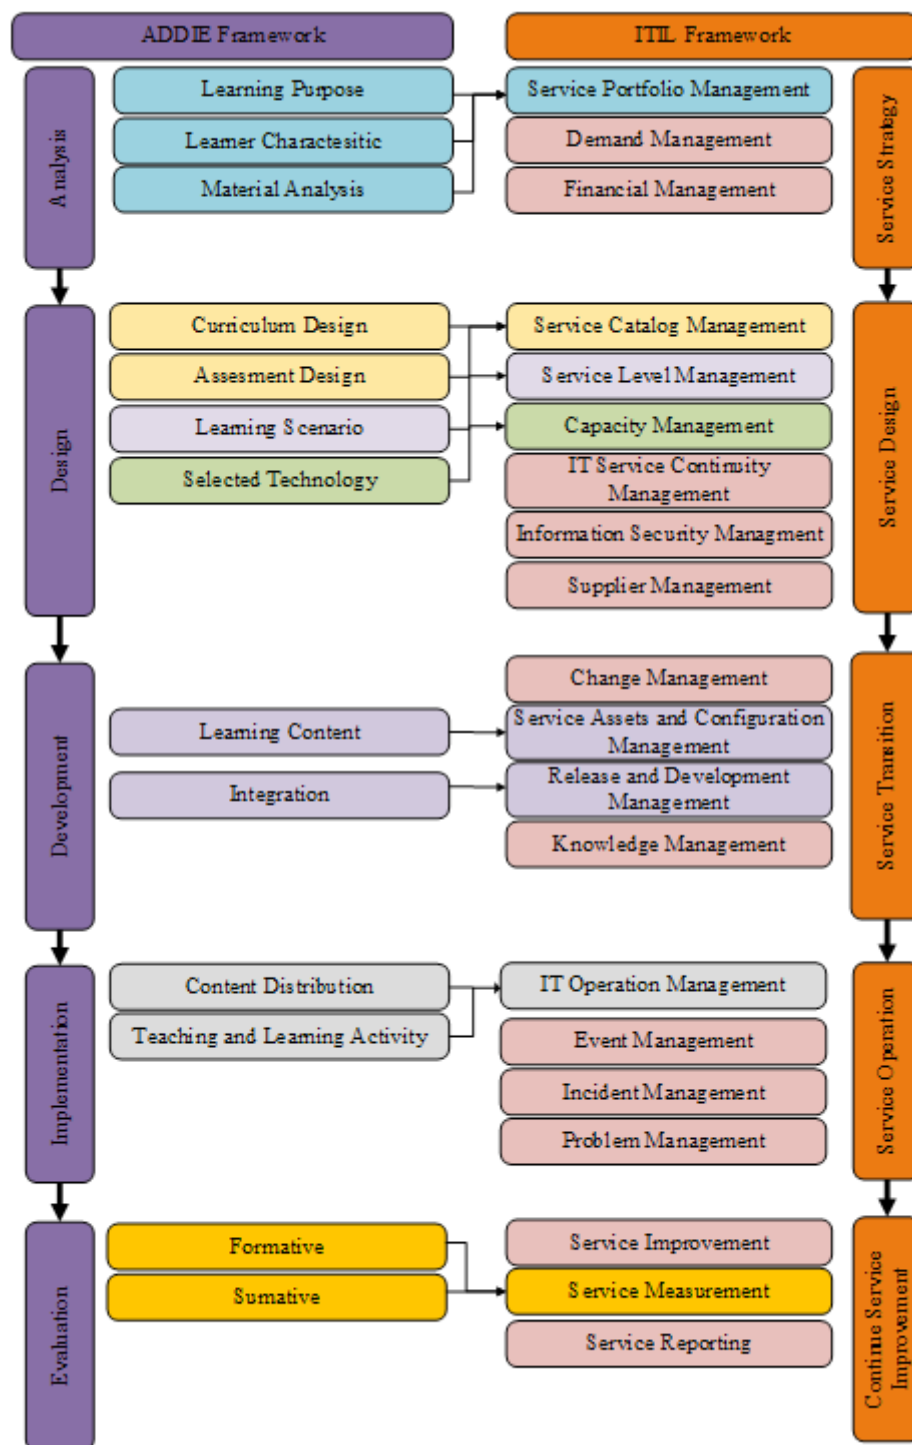 ADDIE Framework
ITIL Framework
Analysis
Learning Purpose
Learner Charactesitic
Material Analysis
Service Portfolio Management
Demand Management
Financial Management
Service Strategy
Design
Curriculum Design
Assesment Design
Learning Scenario
Selected Technology
Service Catalog Management
Service Level Management
Capacity Management
IT Service Continuity
Management
Information Security Managment
Supplier Management
Service Design
Development
Learning Content
Integration
Change Management
Service Assets and Configuration
Management
Release and Development
Management
Knowledge Management
Service Transition
Implementation
Content Distribution
Teaching and Learning Activity
IT Operation Management
Event Management
Incident Management
Problem Management
Service Operation
Evaluation
Formative
Sumative
Service Improvement
Service Measurement
Service Reporting
Continue Service
Improvement